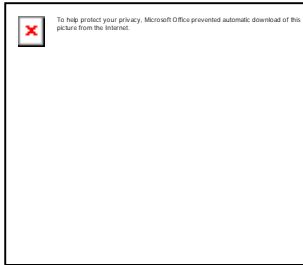 To help protect your privacy, Microsoft Office prevented automatic download of this
picture from the Internet.